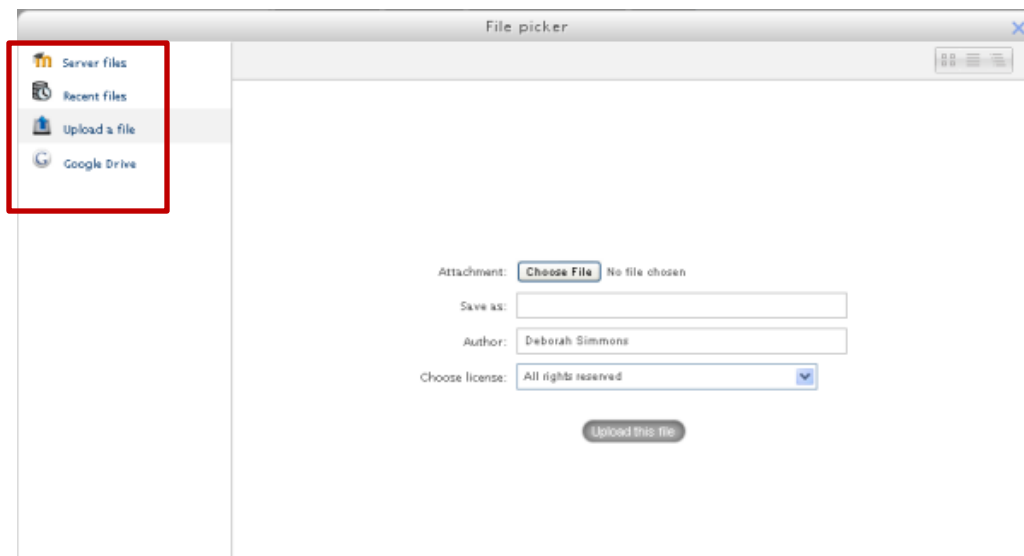 File picker
Server files
Recent files
Upload a file
Google Drive
Attachment: Choose File No file chosen
Save as:
Author: Deborah Simmons
Choose license: All rights reserved
Upload this file